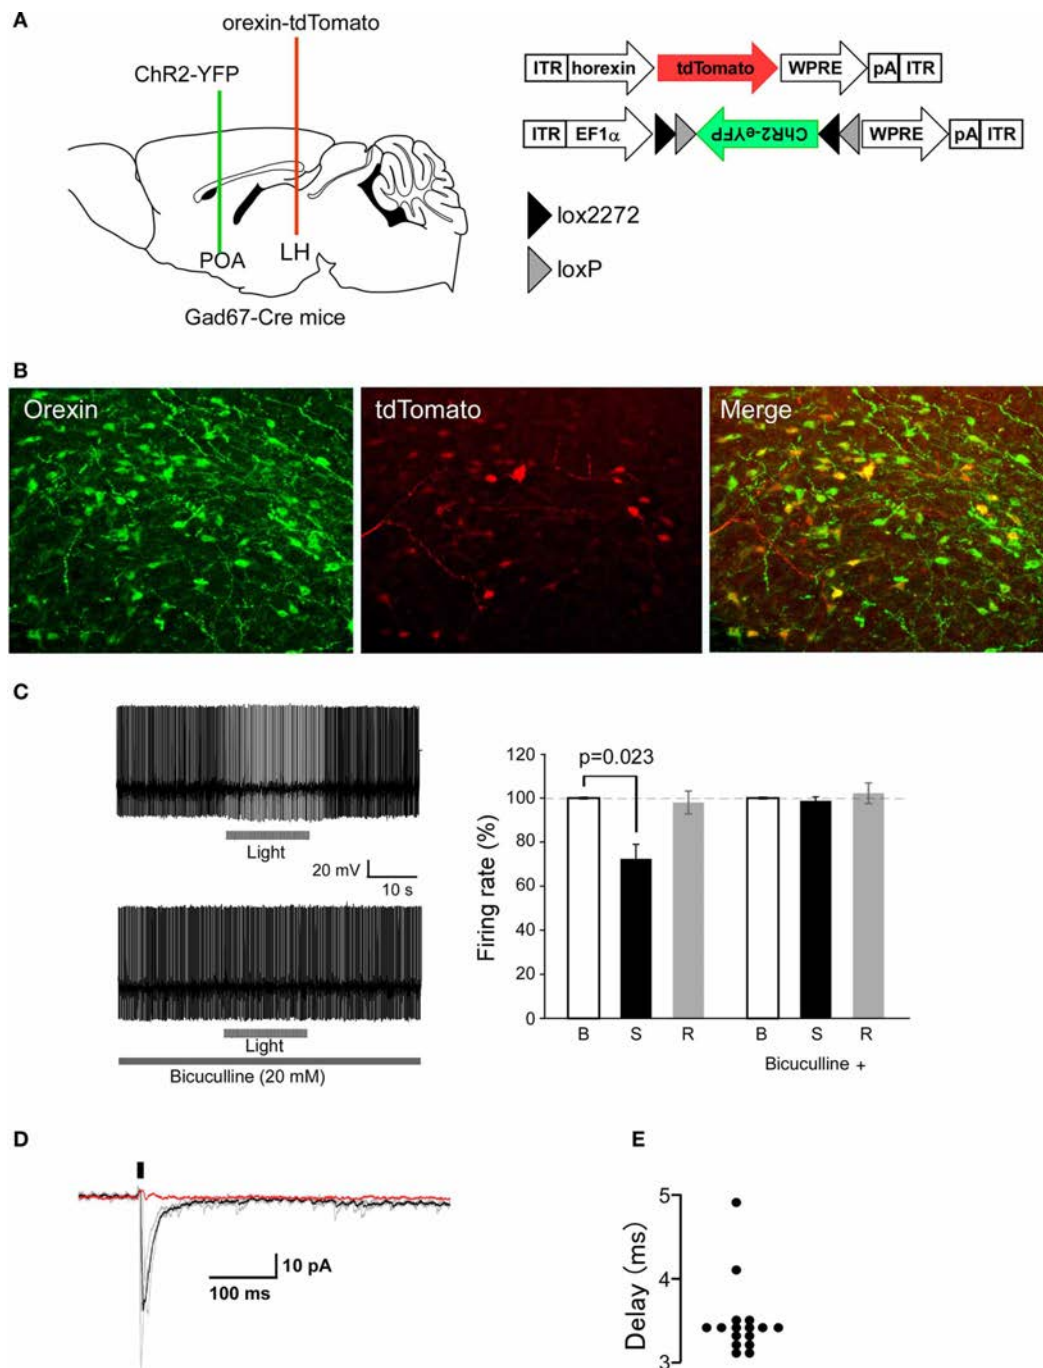 A
orexin-tdTomato
ChR2-YFP
POA
LH
Gad67-Cre mice
ITR horexin tdTomato WPRE pA ITR
ITR EF1α ChR2-eYFP WPRE pA ITR
lox2272
loxP
B
Orexin
tdTomato
Merge
C
Light
20 mV
10 s
Light
Bicuculline (20 mM)
p=0.023
Firing rate (%)
120
100
80
60
40
20
0
B S R B S R
Bicuculline +
D
10 pA
100 ms
E
Delay (ms)
5
4
3